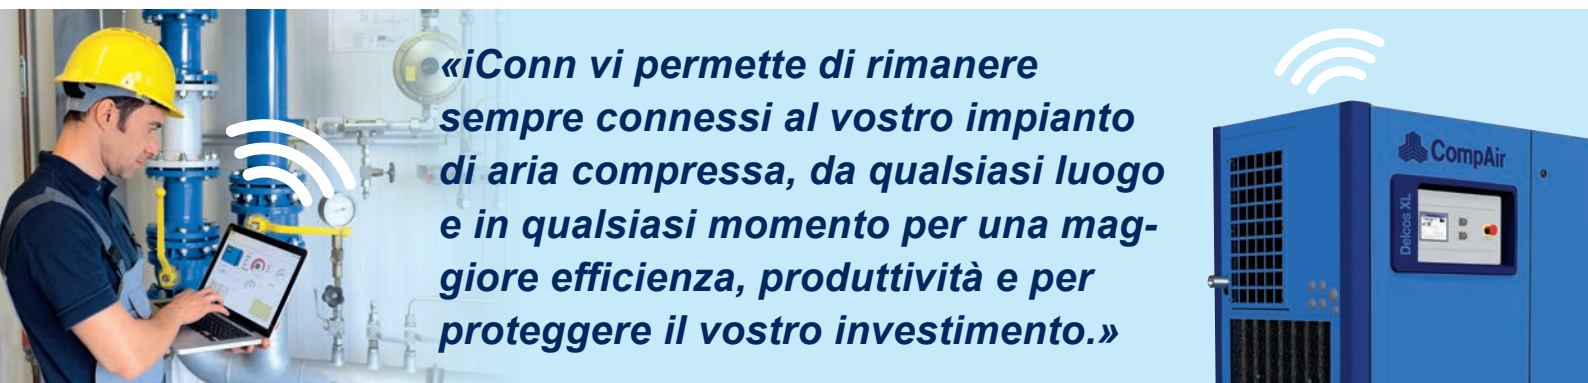 «iConn vi permette di rimanere
sempre connessi al vostro impianto
di aria compressa, da qualsiasi luogo
e in qualsiasi momento per una mag-
giore efficienza, produttività e per
proteggere il vostro investimento.»
CompAir
Delcos XL